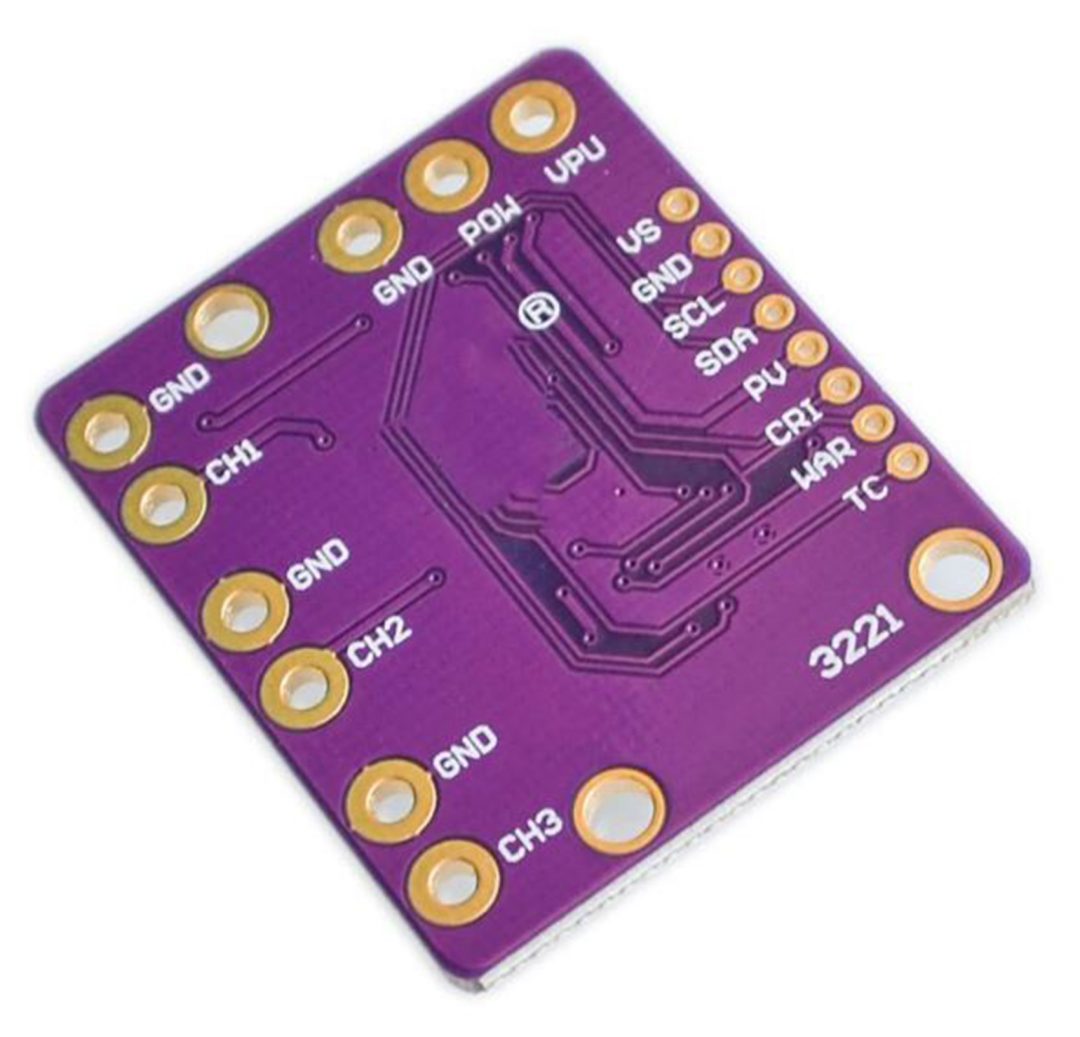 VPU
POW
GND
VS
GND
SCL
SDA
PV
CRI
WAR
TC
®
GND
CH1
GND
CH2
GND
CH3
3221